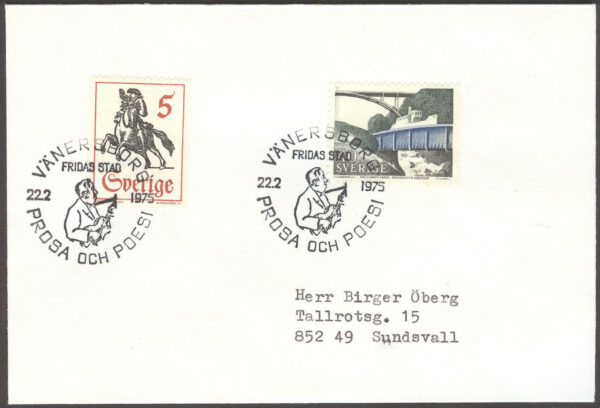 5
Sverige
VÄNERSBORG
FRIDAS STAD
22.2 1975
PROSA OCH POESI
SVERIGE
VÄNERSBORG
FRIDAS STAD
22.2 1975
PROSA OCH POESI
Herr Birger Öberg
Tallrotsg. 15
852 49 Sundsvall